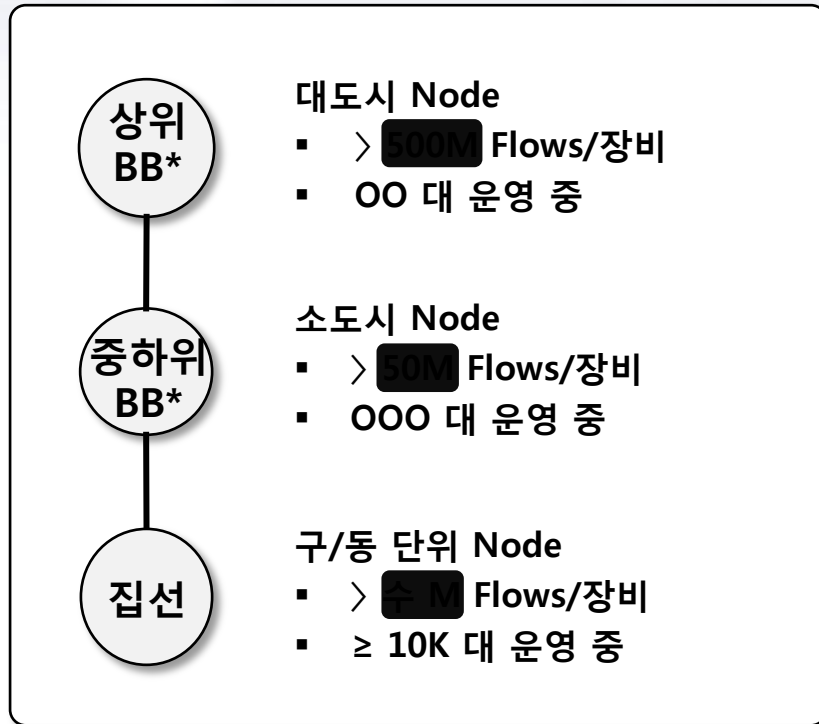 상위
BB*
대도시 Node
▪ 〉500M Flows/장비
▪ OO 대 운영 중
중하위
BB*
소도시 Node
▪ 〉50M Flows/장비
▪ OOO 대 운영 중
집선
구/동 단위 Node
▪ 〉수 M Flows/장비
▪ ≥ 10K 대 운영 중